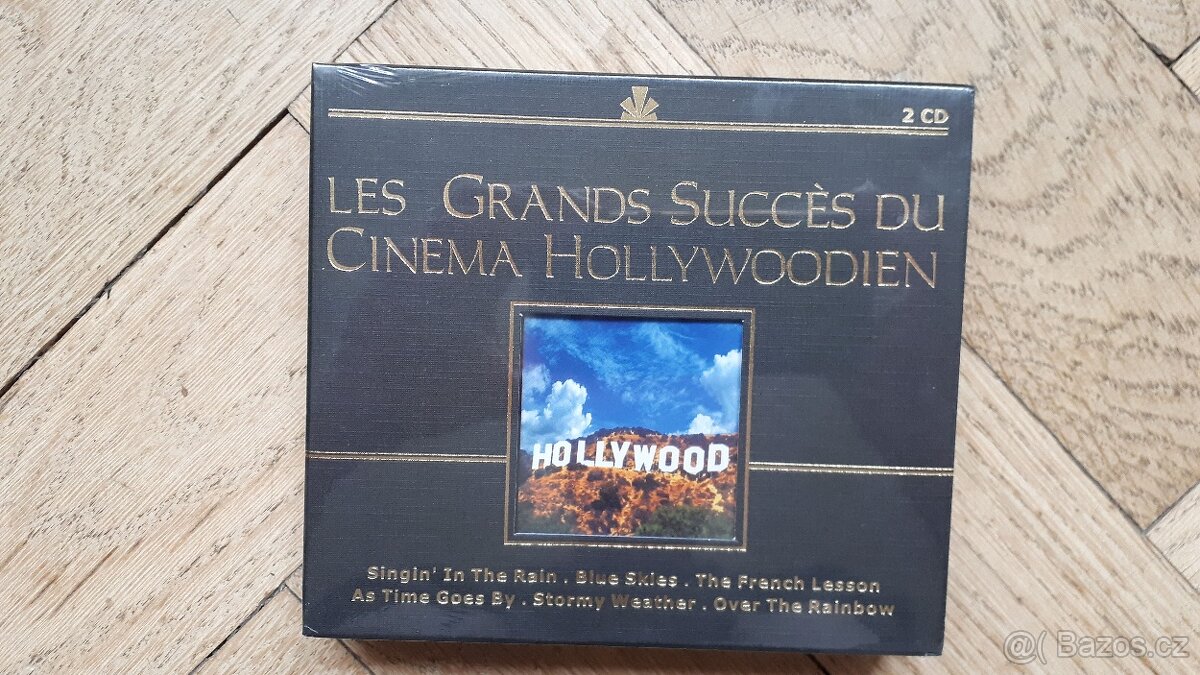 2 CD
LES GRANDS SUCCÈS DU
CINEMA HOLLYWOODIEN
HOLLYWOOD
Singin' In The Rain . Blue Skies . The French Lesson
As Time Goes By . Stormy Weather . Over The Rainbow
Bazos.cz